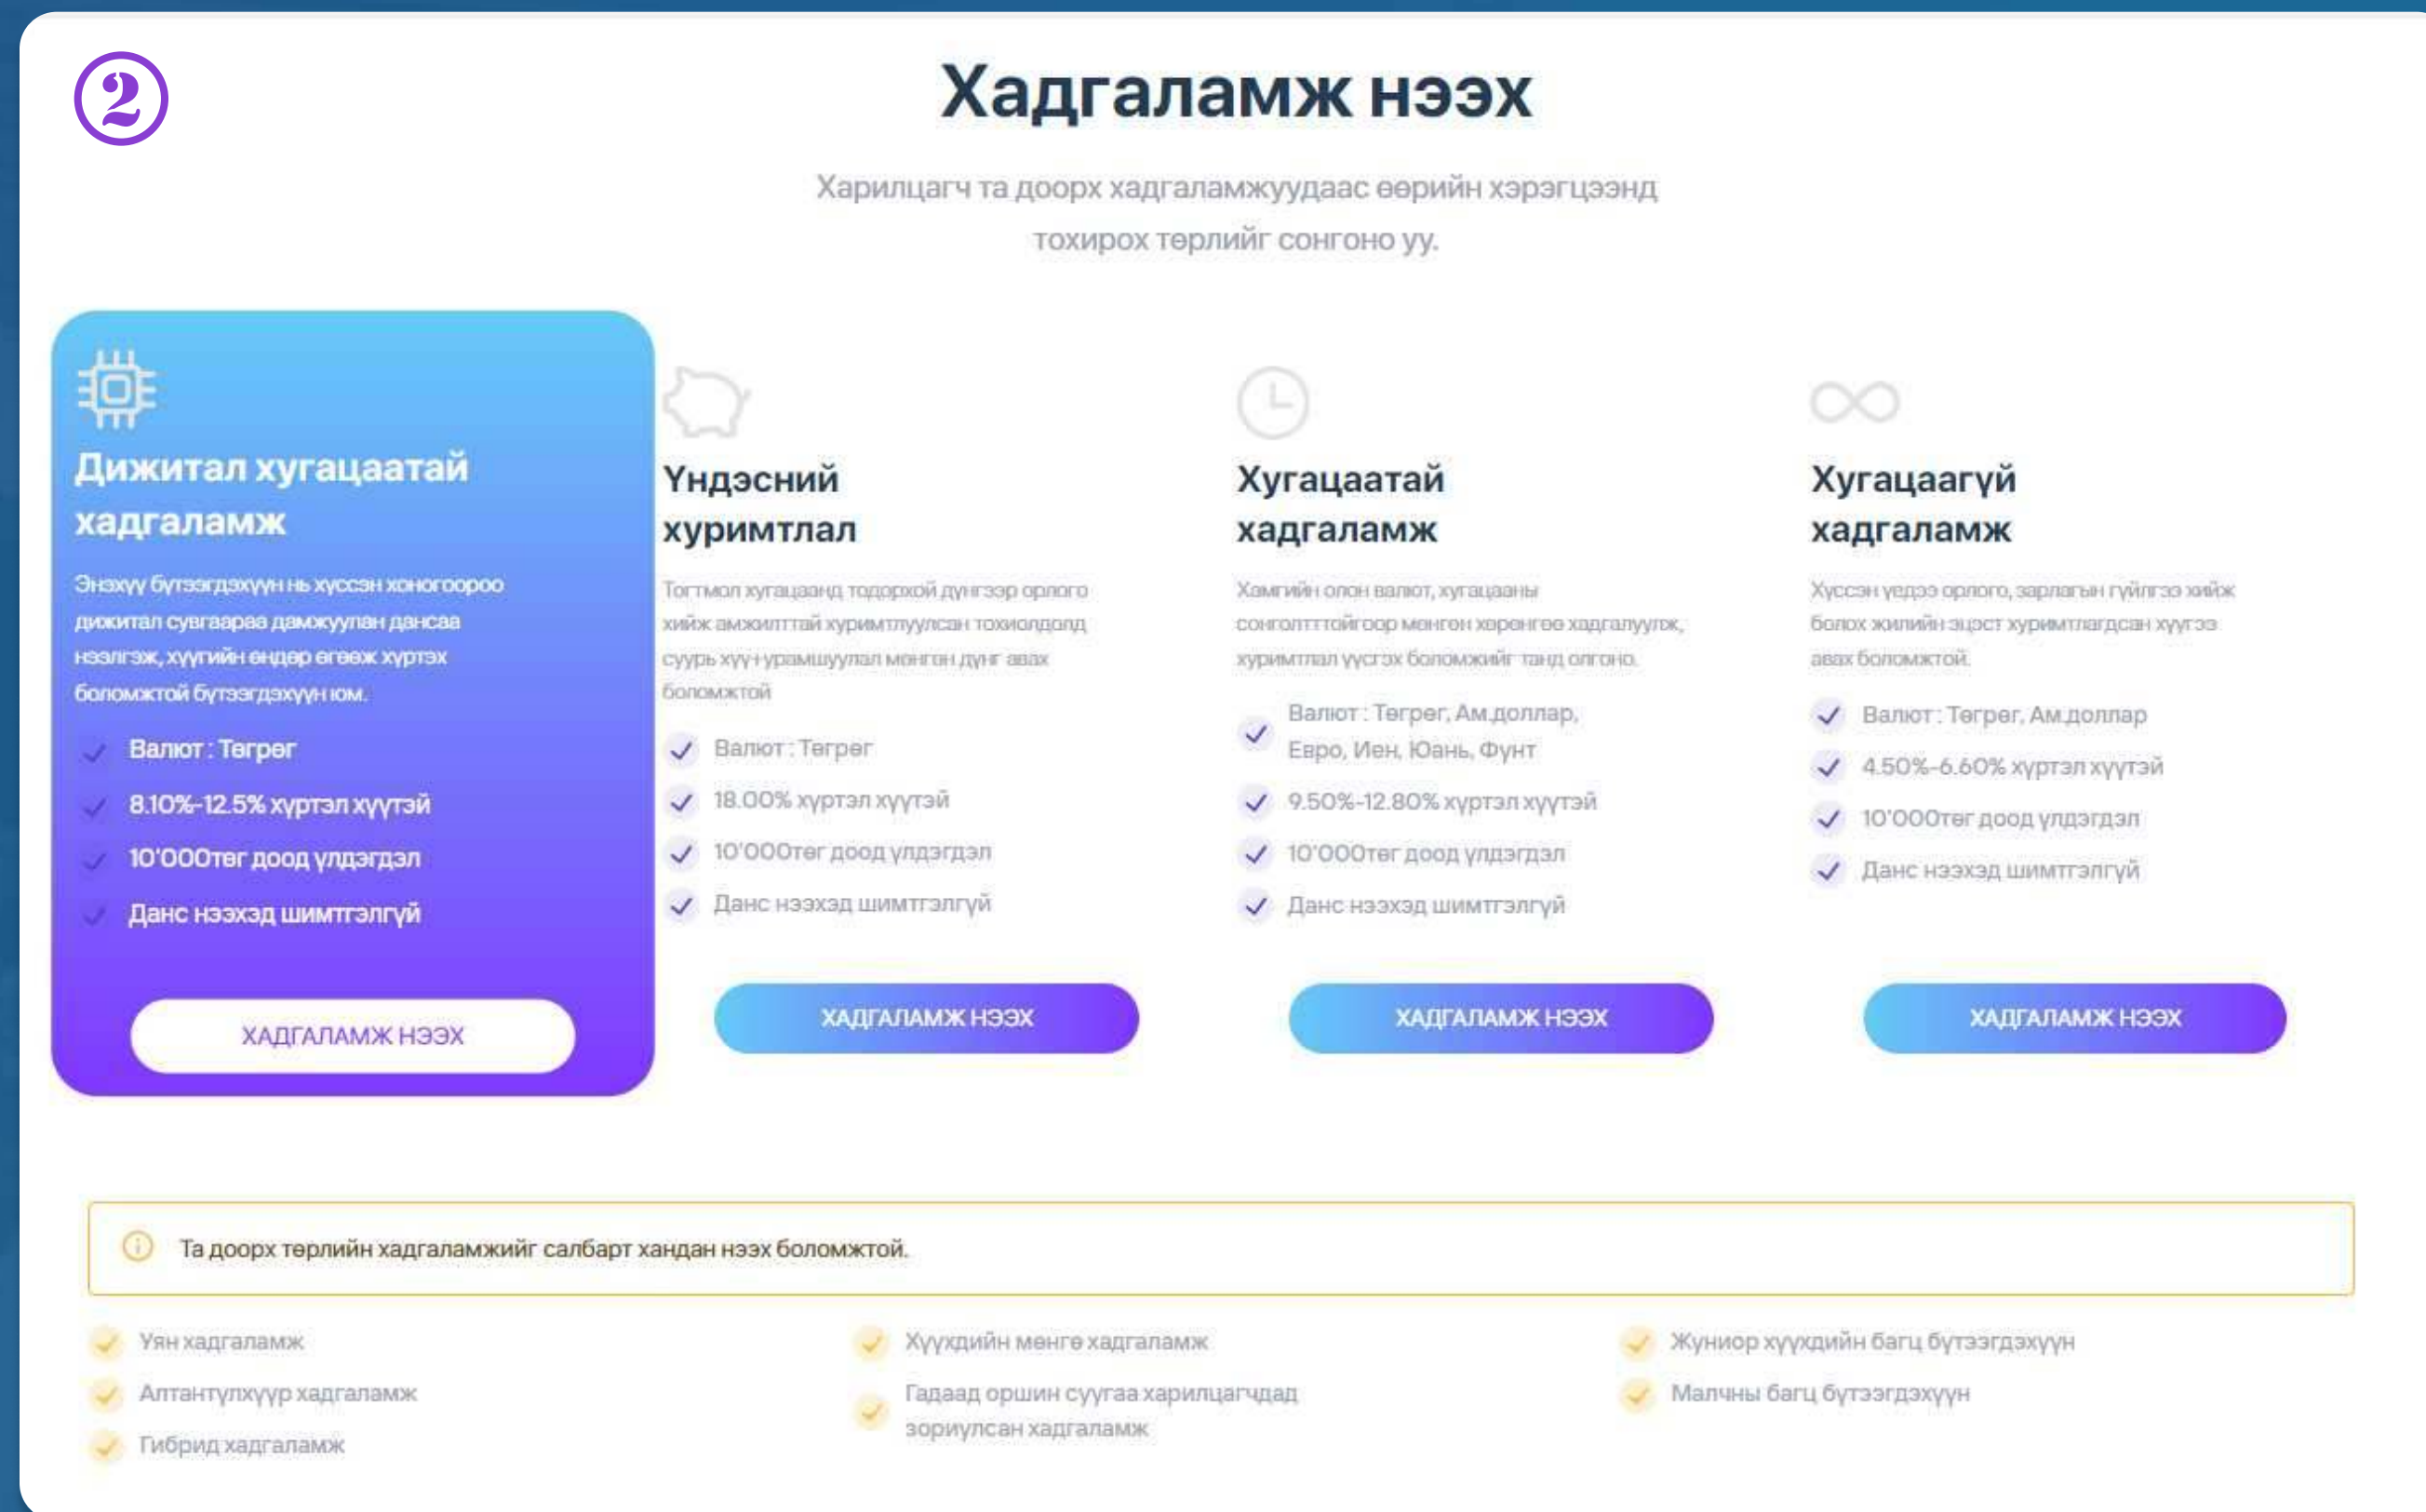 2
Хадгаламж нээх
Харилцагч та доорх хадгаламжуудаас өөрийн хэрэгцээнд
тохирох төрлийг сонгоно уу.
Дижитал хугацаатай
хадгаламж
Энэхүү бүтээгдэхүүн нь хүссэн хоногоороо
дижитал сувгаараа дамжуулан дансаа
нээлгэж, хүүгийн өндөр өгөөж хүртэх
боломжтой бүтээгдэхүүн юм.
Валют : Төгрөг
8.10%-12.5% хүртэл хүүтэй
10'000төг доод үлдэгдэл
Данс нээхэд шимтгэлгүй
ХАДГАЛАМЖ НЭЭХ
Үндэсний
хуримтлал
Тогтмол хугацаанд тодорхой дүнгээр орлого
хийж амжилттай хуримтлуулсан тохиолдолд
суурь хүү+урамшуулал мөнгөн дүнг авах
боломжтой
Валют : Төгрөг
18.00% хүртэл хүүтэй
10'000төг доод үлдэгдэл
Данс нээхэд шимтгэлгүй
ХАДГАЛАМЖ НЭЭХ
Хугацаатай
хадгаламж
Хамгийн олон валют, хугацааны
сонголттойгоор мөнгөн хөрөнгөө хадгалуулж,
хуримтлал үүсгэх боломжийг танд олгоно.
Валют : Төгрөг, Ам.доллар,
Евро, Иен, Юань, Фунт
9.50%-12.80% хүртэл хүүтэй
10'000төг доод үлдэгдэл
Данс нээхэд шимтгэлгүй
ХАДГАЛАМЖ НЭЭХ
Хугацаагүй
хадгаламж
Хүссэн үедээ орлого, зарлагын гүйлгээ хийж
болох жилийн эцэст хуримтлагдсан хүүгээ
авах боломжтой.
Валют : Төгрөг, Ам.доллар
4.50%-6.60% хүртэл хүүтэй
10'000төг доод үлдэгдэл
Данс нээхэд шимтгэлгүй
ХАДГАЛАМЖ НЭЭХ
Та доорх төрлийн хадгаламжийг салбарт хандан нээх боломжтой.
Уян хадгаламж
Алтантүлхүүр хадгаламж
Гибрид хадгаламж
Хүүхдийн мөнгө хадгаламж
Гадаад оршин суугаа харилцагчдад
зориулсан хадгаламж
Жуниор хүүхдийн багц бүтээгдэхүүн
Малчны багц бүтээгдэхүүн